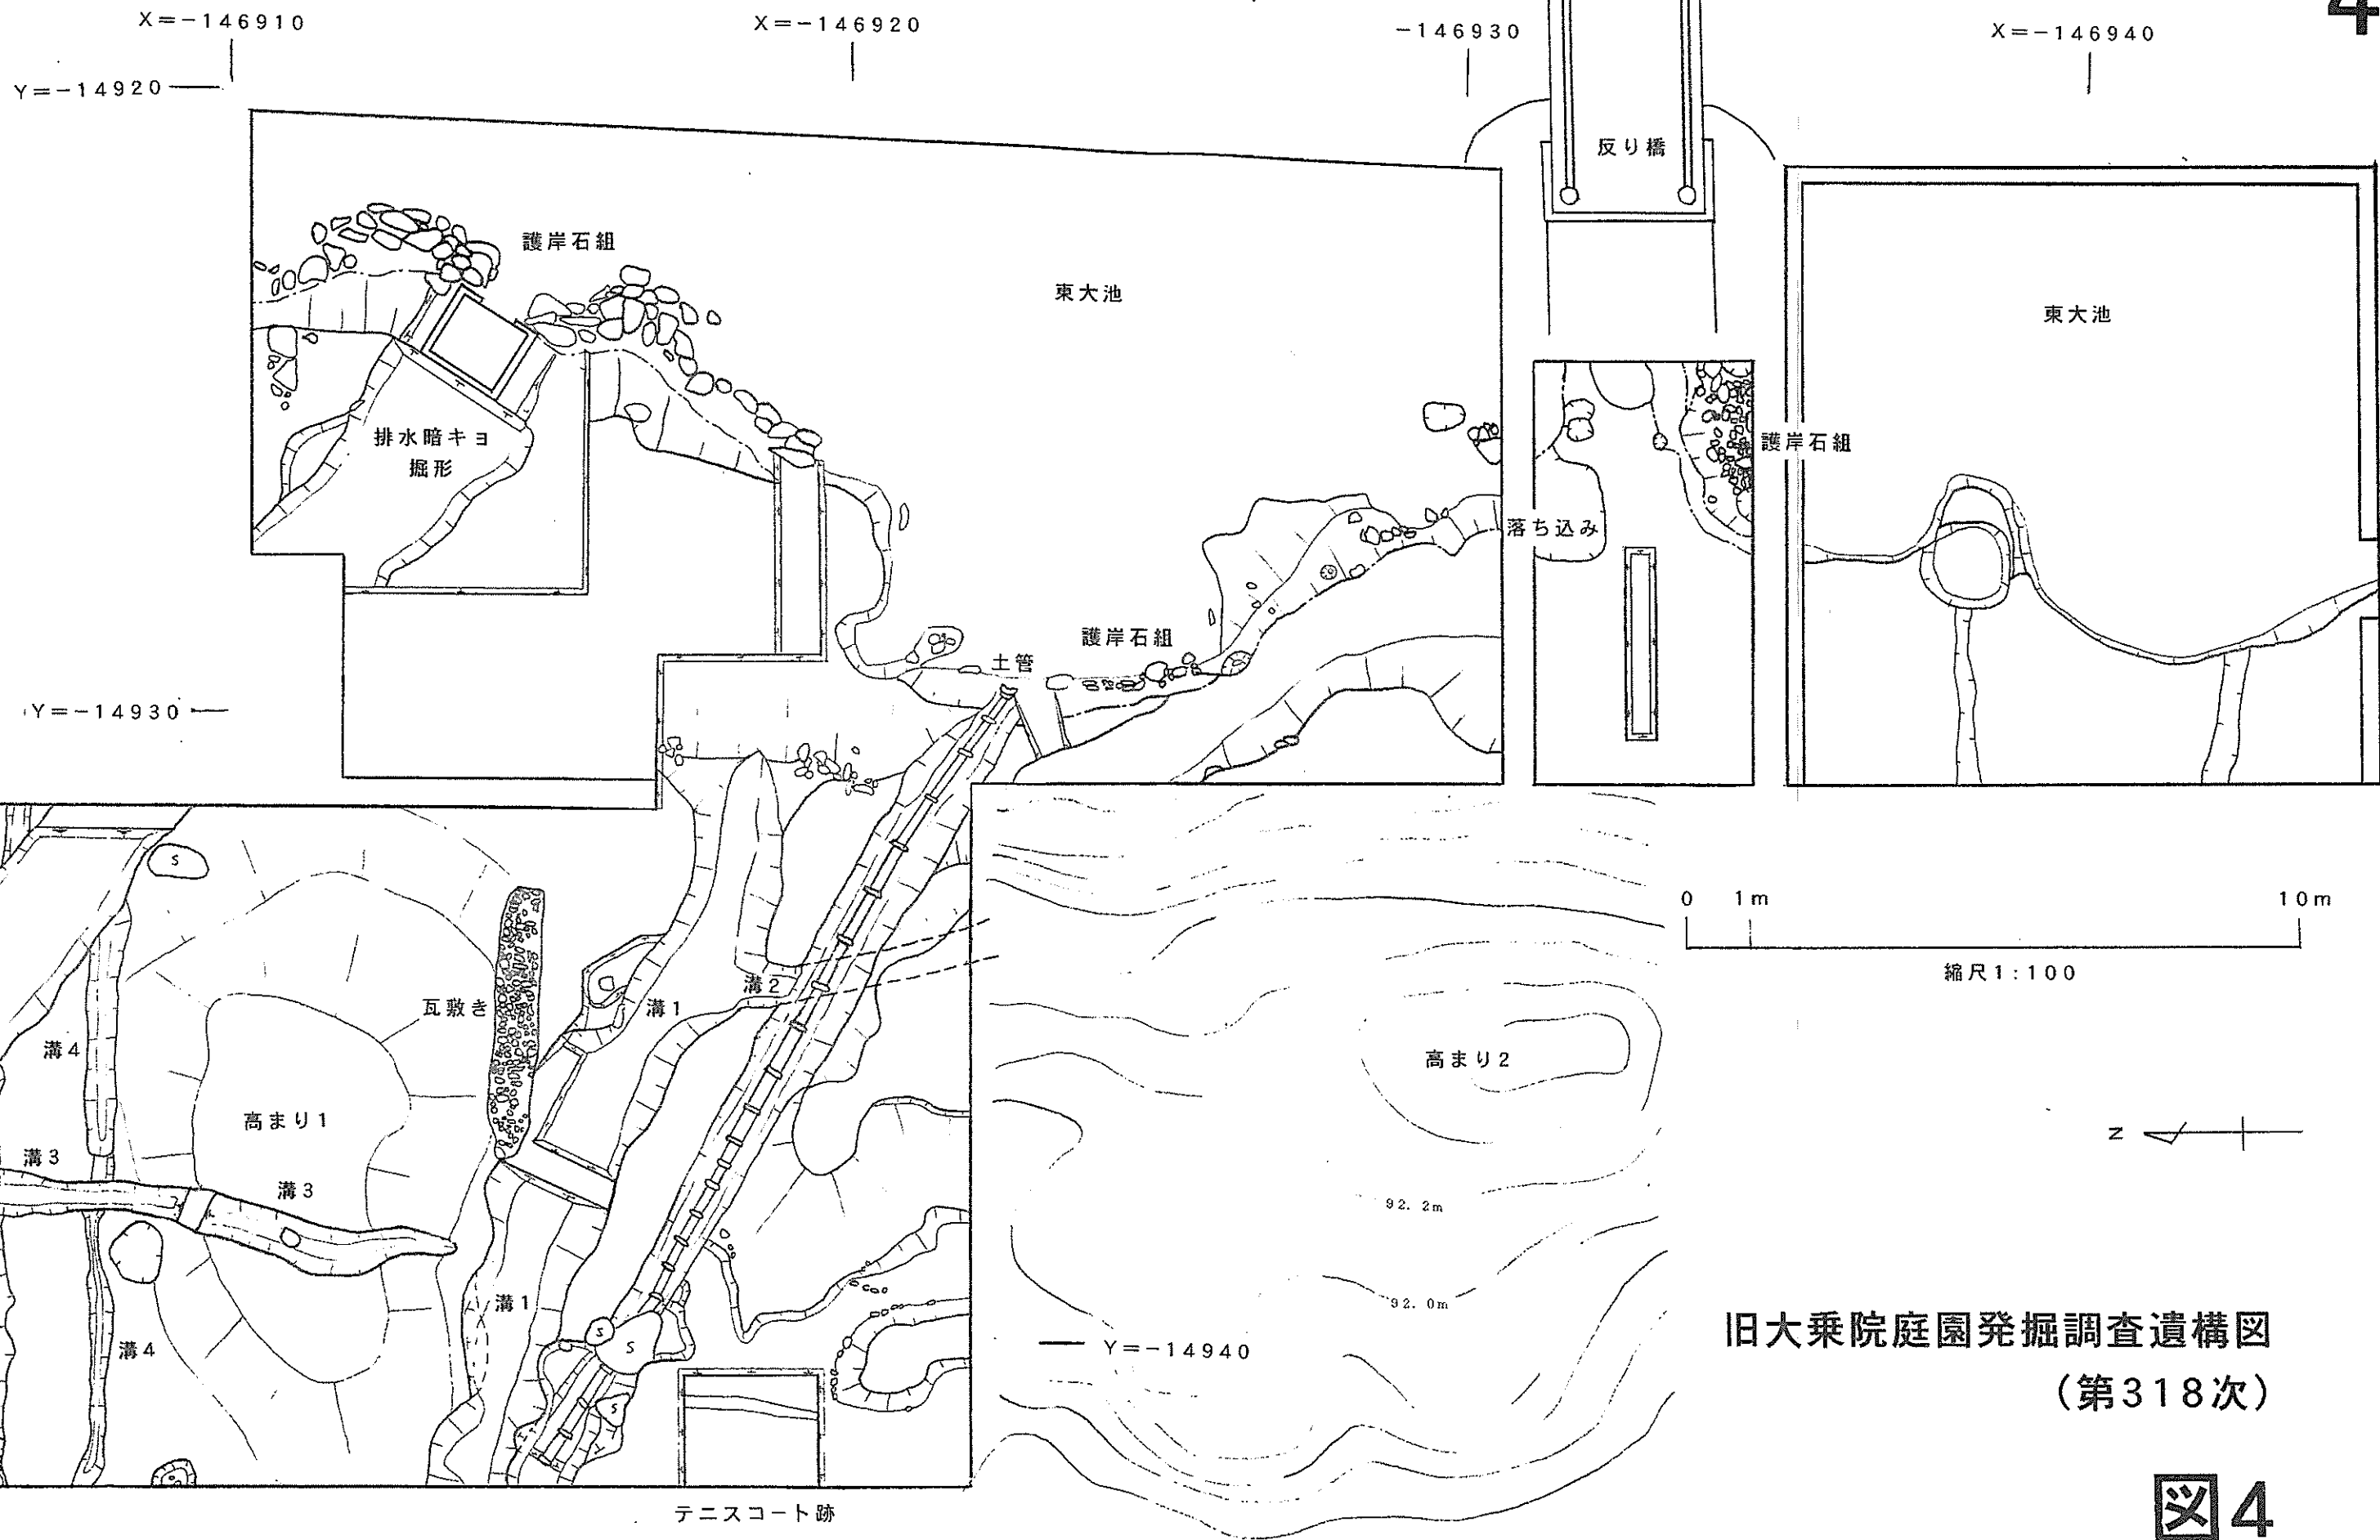 4
X=-146910
X=-146920
-146930
X=-146940
Y=-14920
反り橋
護岸石組
東大池
東大池
排水暗キョ
掘形
護岸石組
落ち込み
護岸石組
土管
Y=-14930
S
0 1m 10m
縮尺1:100
瓦敷き
溝1
溝2
溝4
高まり2
高まり1
N
溝3
溝3
92.2m
溝1
92.0m
S
S
溝4
Y=-14940
S
旧大乗院庭園発掘調査遺構図
(第318次)
テニスコート跡
図4